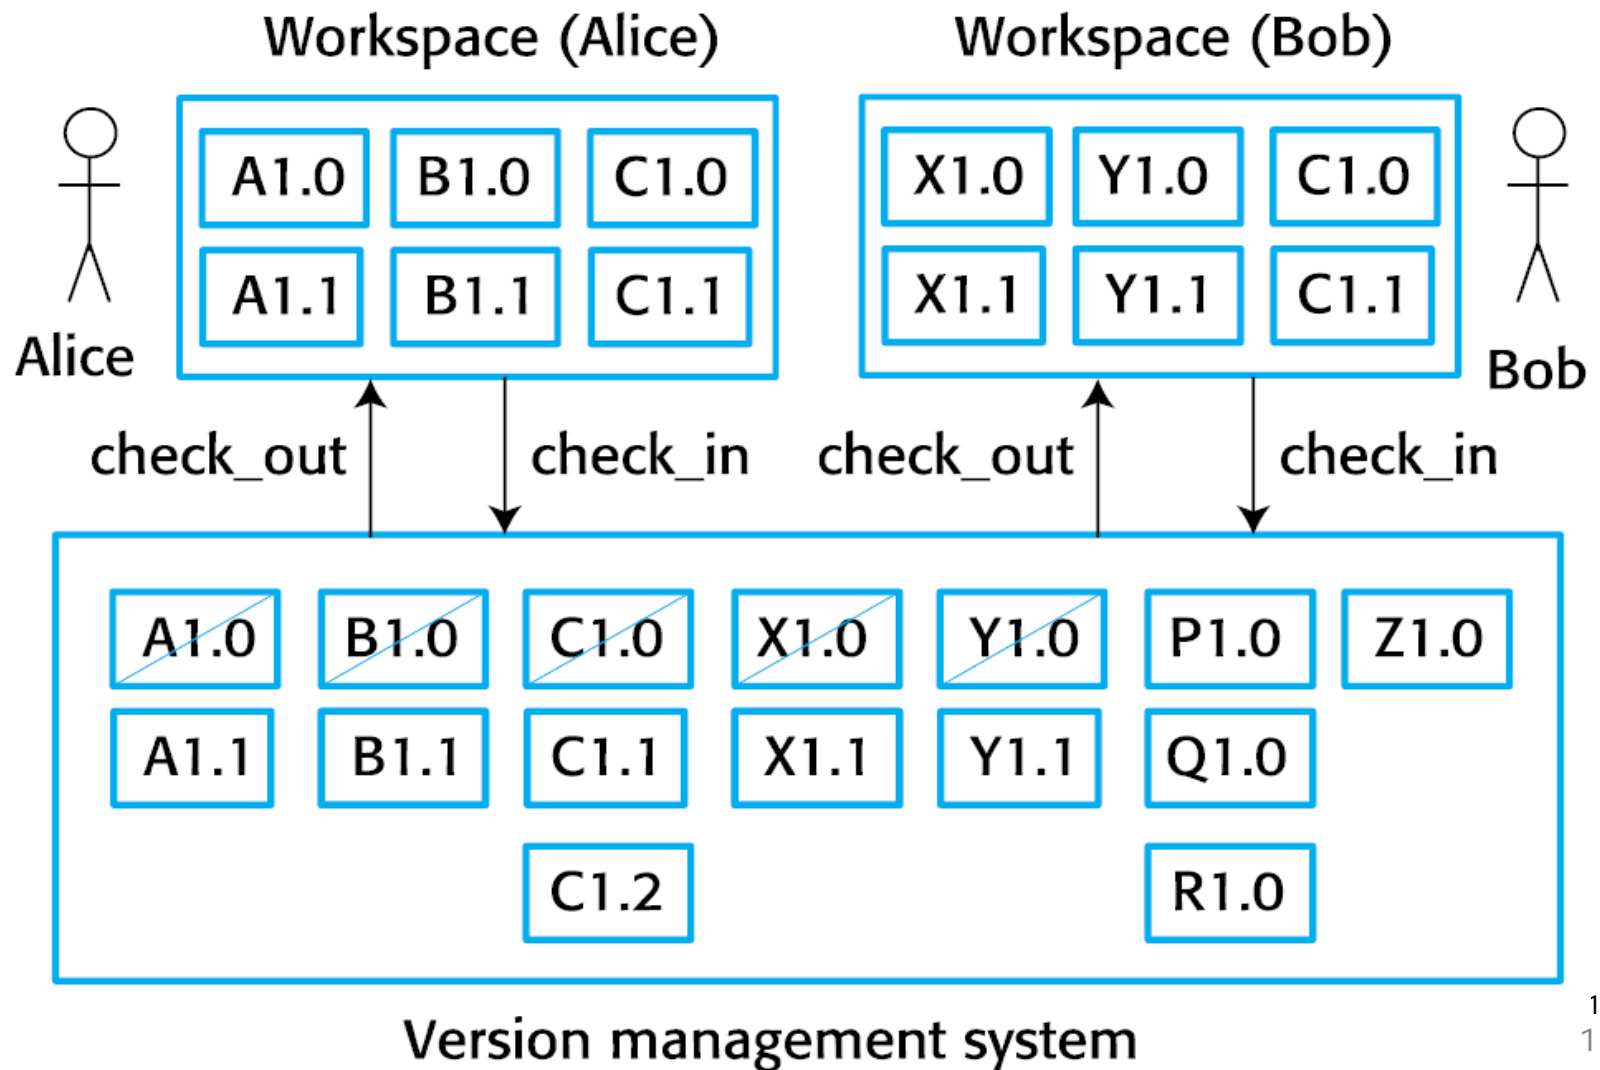 Workspace (Alice) Workspace (Bob)
A1.0 B1.0 C1.0 X1.0 Y1.0 C1.0
A1.1 B1.1 C1.1 X1.1 Y1.1 C1.1
Alice Bob
check_out check_in check_out check_in
A1.0 B1.0 C1.0 X1.0 Y1.0 P1.0 Z1.0
A1.1 B1.1 C1.1 X1.1 Y1.1 Q1.0
C1.2 R1.0
Version management system
1
1